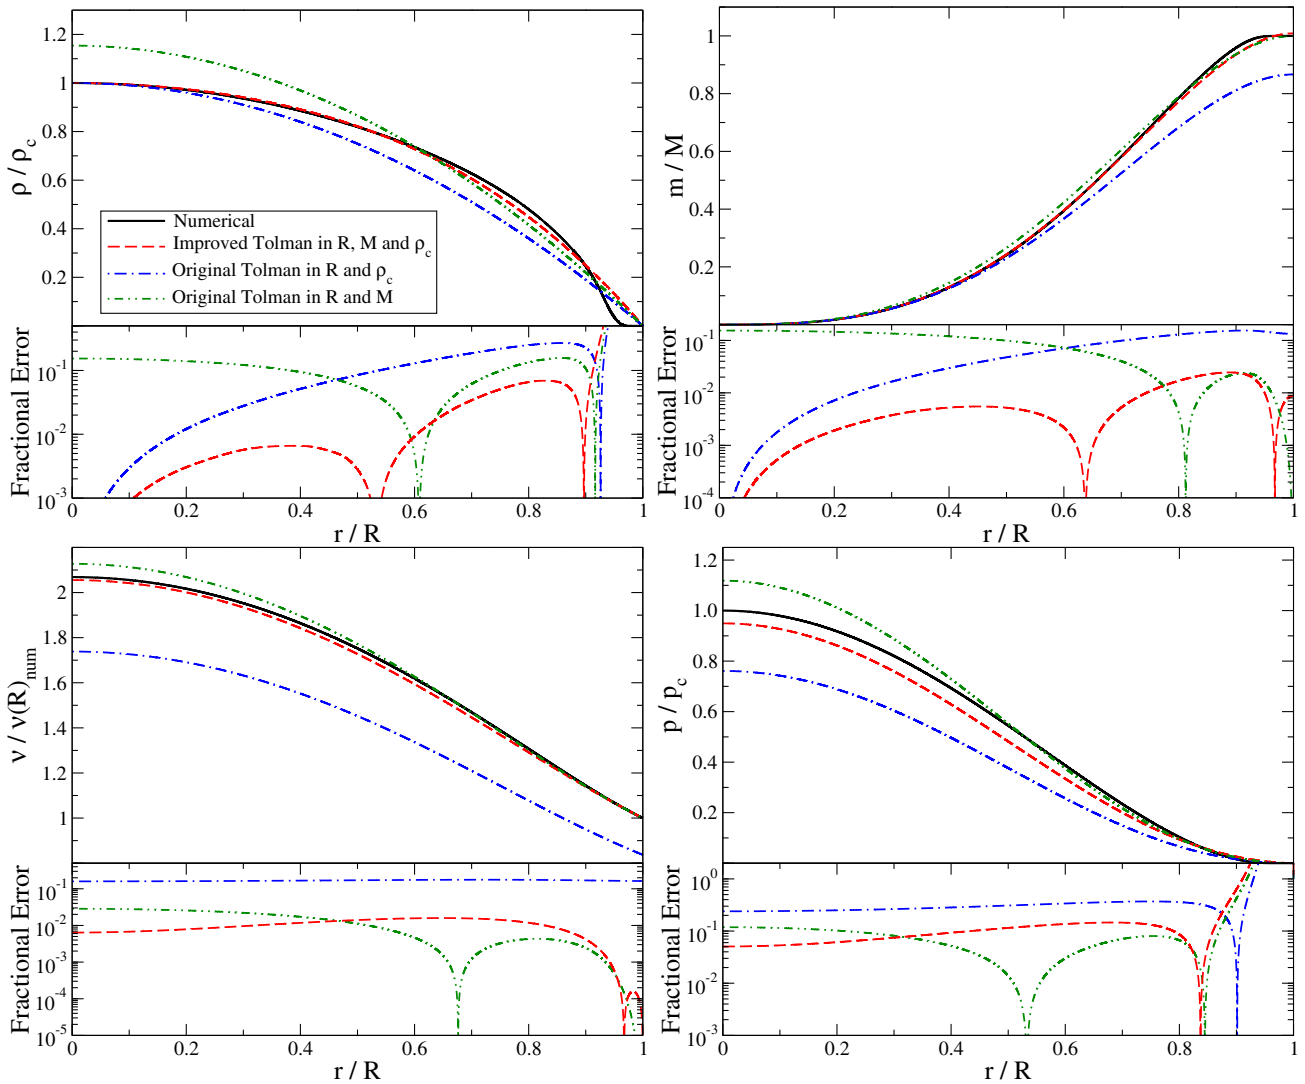 1.2
1
0.8
0.6
0.4
0.2
ρ / ρ_c
Numerical
Improved Tolman in R, M and ρ_c
Original Tolman in R and ρ_c
Original Tolman in R and M
10^-1
10^-2
10^-3
Fractional Error
0 0.2 0.4 0.6 0.8 1
r / R
1
0.8
0.6
0.4
0.2
m / M
10^-1
10^-2
10^-3
10^-4
Fractional Error
0 0.2 0.4 0.6 0.8 1
r / R
2
1.8
1.6
1.4
1.2
1
ν / ν(R)_num
10^-1
10^-2
10^-3
10^-4
10^-5
Fractional Error
0 0.2 0.4 0.6 0.8 1
r / R
1.2
1.0
0.8
0.6
0.4
0.2
p / p_c
10^0
10^-1
10^-2
10^-3
Fractional Error
0 0.2 0.4 0.6 0.8 1
r / R